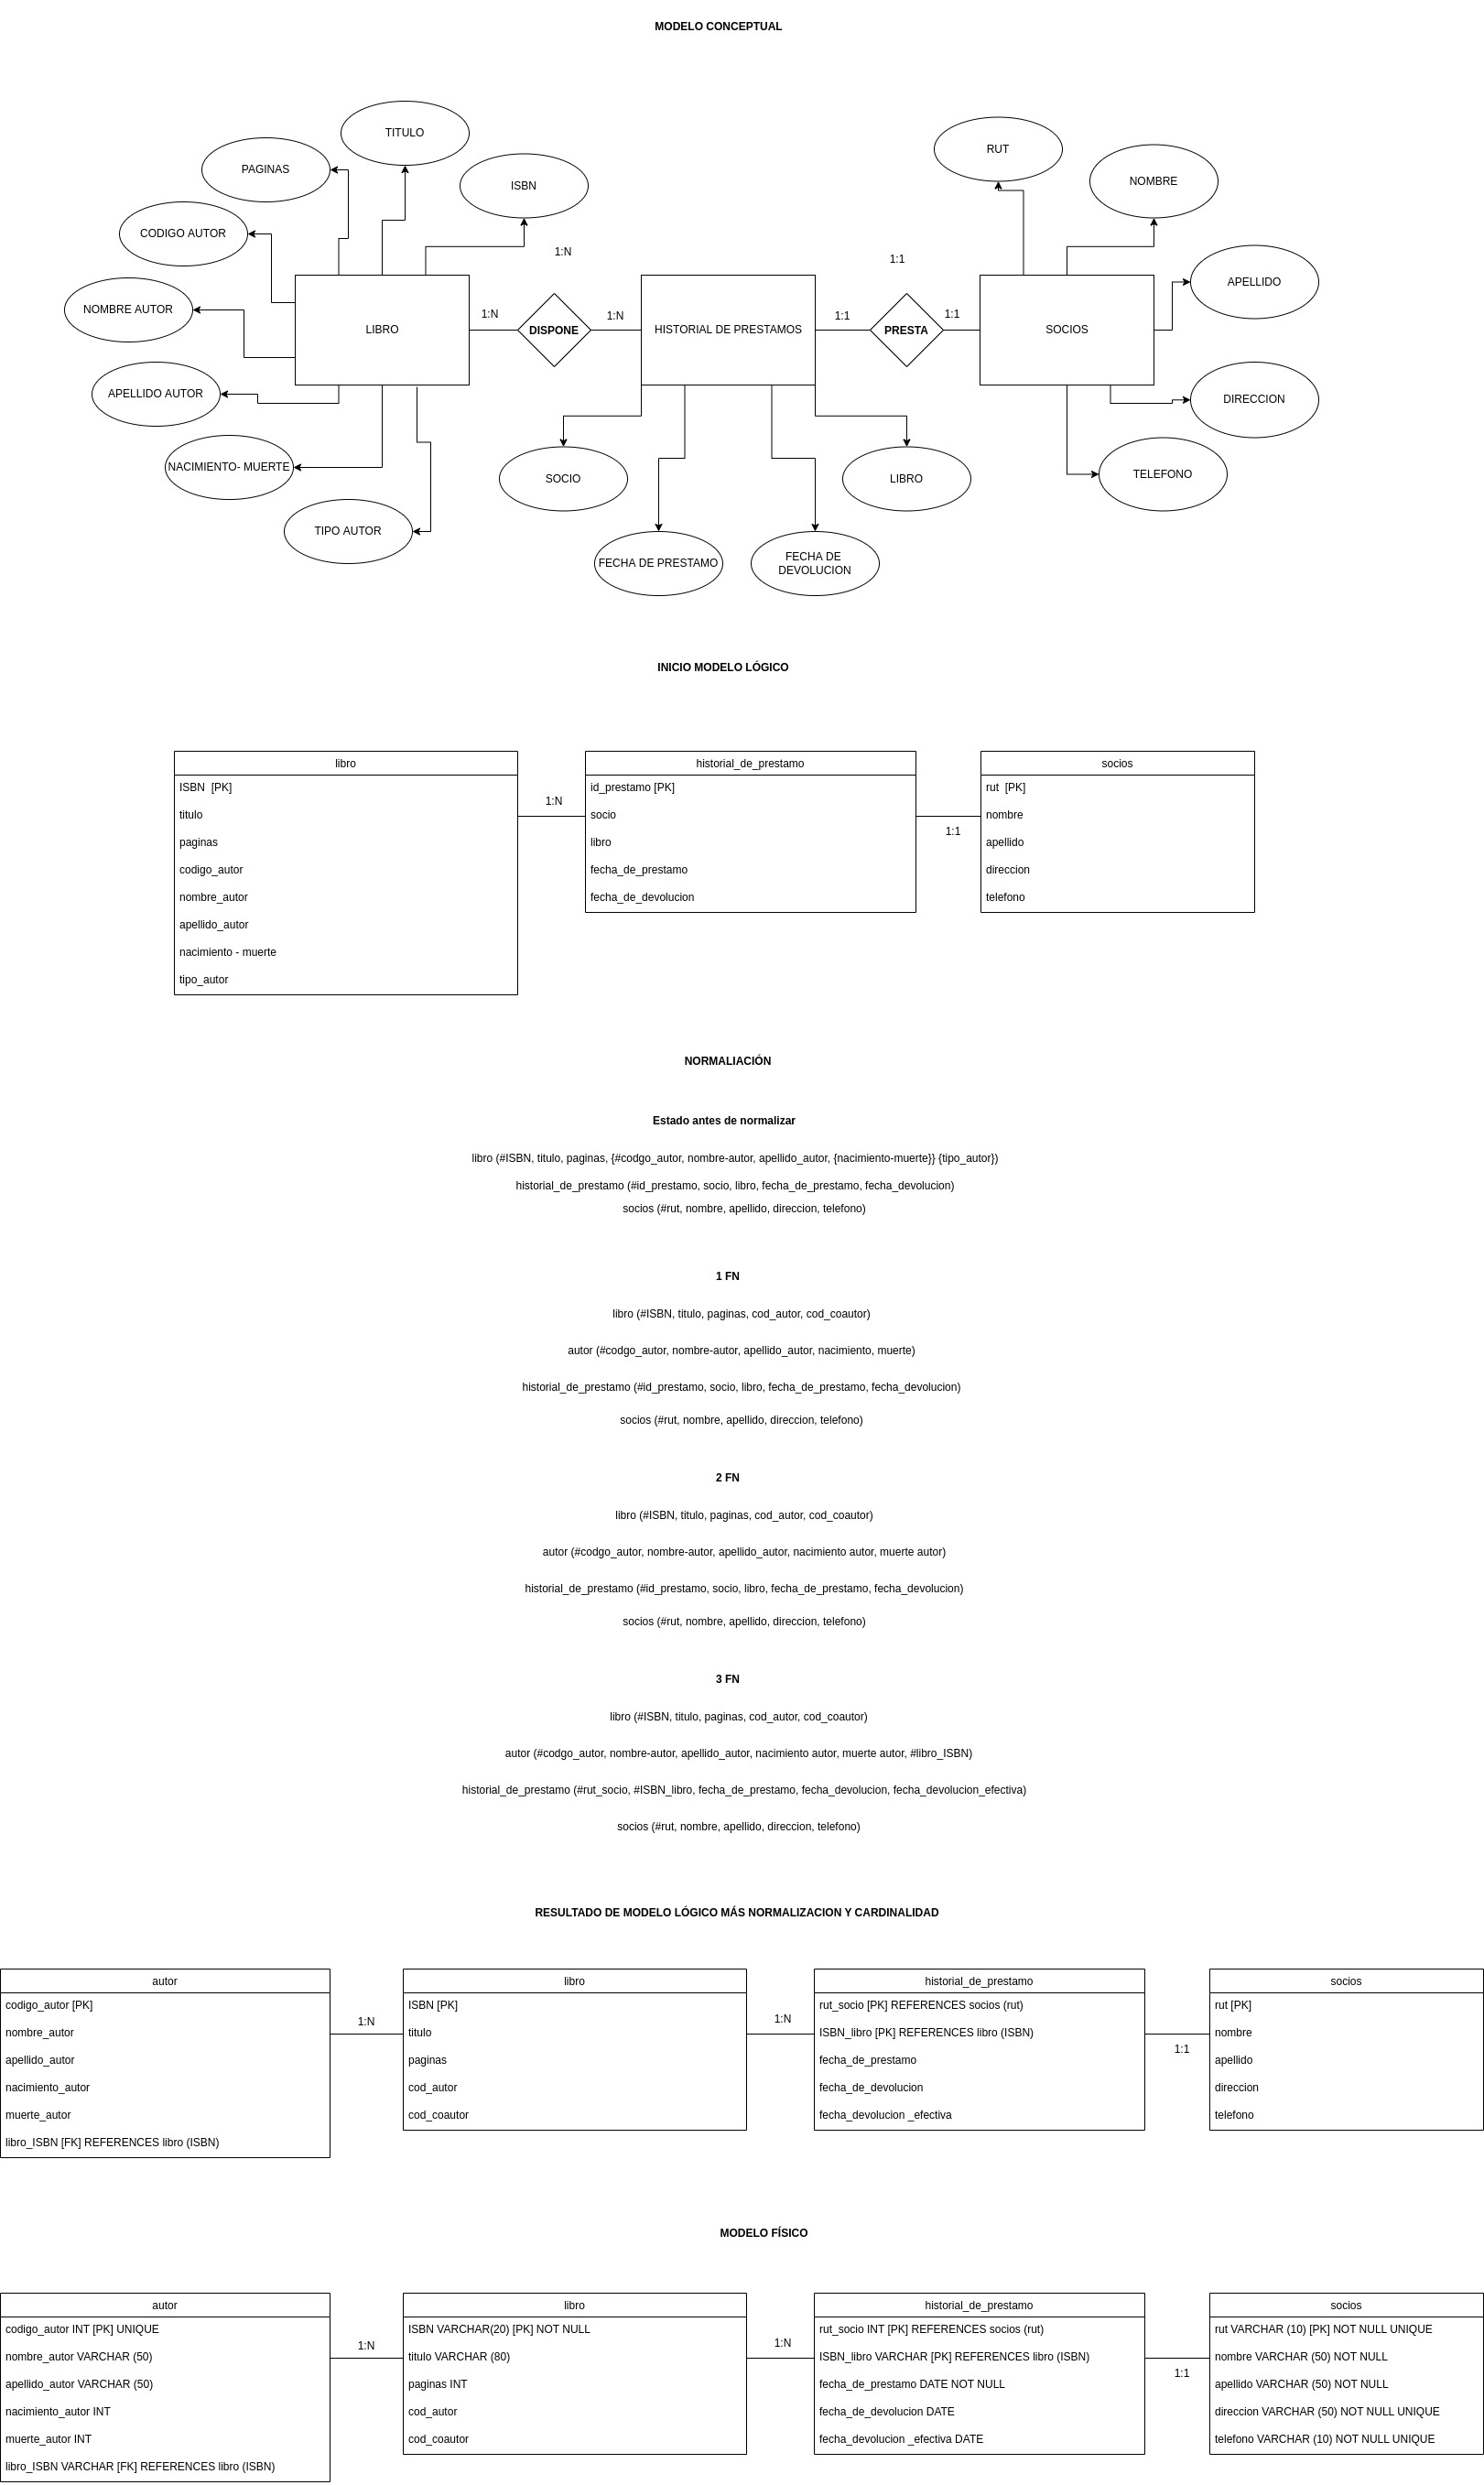 MODELO CONCEPTUAL
TITULO
PAGINAS
ISBN
CODIGO AUTOR
NOMBRE AUTOR
APELLIDO AUTOR
NACIMIENTO- MUERTE
TIPO AUTOR
LIBRO
1:N
1:N
DISPONE
1:N
HISTORIAL DE PRESTAMOS
SOCIO
FECHA DE PRESTAMO
FECHA DE
DEVOLUCION
LIBRO
1:1
1:1
PRESTA
1:1
SOCIOS
RUT
NOMBRE
APELLIDO
DIRECCION
TELEFONO
INICIO MODELO LÓGICO
libro
ISBN  [PK]
titulo
paginas
codigo_autor
nombre_autor
apellido_autor
nacimiento - muerte
tipo_autor
1:N
historial_de_prestamo
id_prestamo [PK]
socio
libro
fecha_de_prestamo
fecha_de_devolucion
1:1
socios
rut  [PK]
nombre
apellido
direccion
telefono
NORMALIACIÓN
Estado antes de normalizar
libro (#ISBN, titulo, paginas, {#codgo_autor, nombre-autor, apellido_autor, {nacimiento-muerte}} {tipo_autor})
historial_de_prestamo (#id_prestamo, socio, libro, fecha_de_prestamo, fecha_devolucion)
socios (#rut, nombre, apellido, direccion, telefono)
1 FN
libro (#ISBN, titulo, paginas, cod_autor, cod_coautor)
autor (#codgo_autor, nombre-autor, apellido_autor, nacimiento, muerte)
historial_de_prestamo (#id_prestamo, socio, libro, fecha_de_prestamo, fecha_devolucion)
socios (#rut, nombre, apellido, direccion, telefono)
2 FN
libro (#ISBN, titulo, paginas, cod_autor, cod_coautor)
autor (#codgo_autor, nombre-autor, apellido_autor, nacimiento autor, muerte autor)
historial_de_prestamo (#id_prestamo, socio, libro, fecha_de_prestamo, fecha_devolucion)
socios (#rut, nombre, apellido, direccion, telefono)
3 FN
libro (#ISBN, titulo, paginas, cod_autor, cod_coautor)
autor (#codgo_autor, nombre-autor, apellido_autor, nacimiento autor, muerte autor, #libro_ISBN)
historial_de_prestamo (#rut_socio, #ISBN_libro, fecha_de_prestamo, fecha_devolucion, fecha_devolucion_efectiva)
socios (#rut, nombre, apellido, direccion, telefono)
RESULTADO DE MODELO LÓGICO MÁS NORMALIZACION Y CARDINALIDAD
autor
codigo_autor [PK]
nombre_autor
apellido_autor
nacimiento_autor
muerte_autor
libro_ISBN [FK] REFERENCES libro (ISBN)
1:N
libro
ISBN [PK]
titulo
paginas
cod_autor
cod_coautor
1:N
historial_de_prestamo
rut_socio [PK] REFERENCES socios (rut)
ISBN_libro [PK] REFERENCES libro (ISBN)
fecha_de_prestamo
fecha_de_devolucion
fecha_devolucion _efectiva
1:1
socios
rut [PK]
nombre
apellido
direccion
telefono
MODELO FÍSICO
autor
codigo_autor INT [PK] UNIQUE
nombre_autor VARCHAR (50)
apellido_autor VARCHAR (50)
nacimiento_autor INT
muerte_autor INT
libro_ISBN VARCHAR [FK] REFERENCES libro (ISBN)
1:N
libro
ISBN VARCHAR(20) [PK] NOT NULL
titulo VARCHAR (80)
paginas INT
cod_autor
cod_coautor
1:N
historial_de_prestamo
rut_socio INT [PK] REFERENCES socios (rut)
ISBN_libro VARCHAR [PK] REFERENCES libro (ISBN)
fecha_de_prestamo DATE NOT NULL
fecha_de_devolucion DATE
fecha_devolucion _efectiva DATE
1:1
socios
rut VARCHAR (10) [PK] NOT NULL UNIQUE
nombre VARCHAR (50) NOT NULL
apellido VARCHAR (50) NOT NULL
direccion VARCHAR (50) NOT NULL UNIQUE
telefono VARCHAR (10) NOT NULL UNIQUE